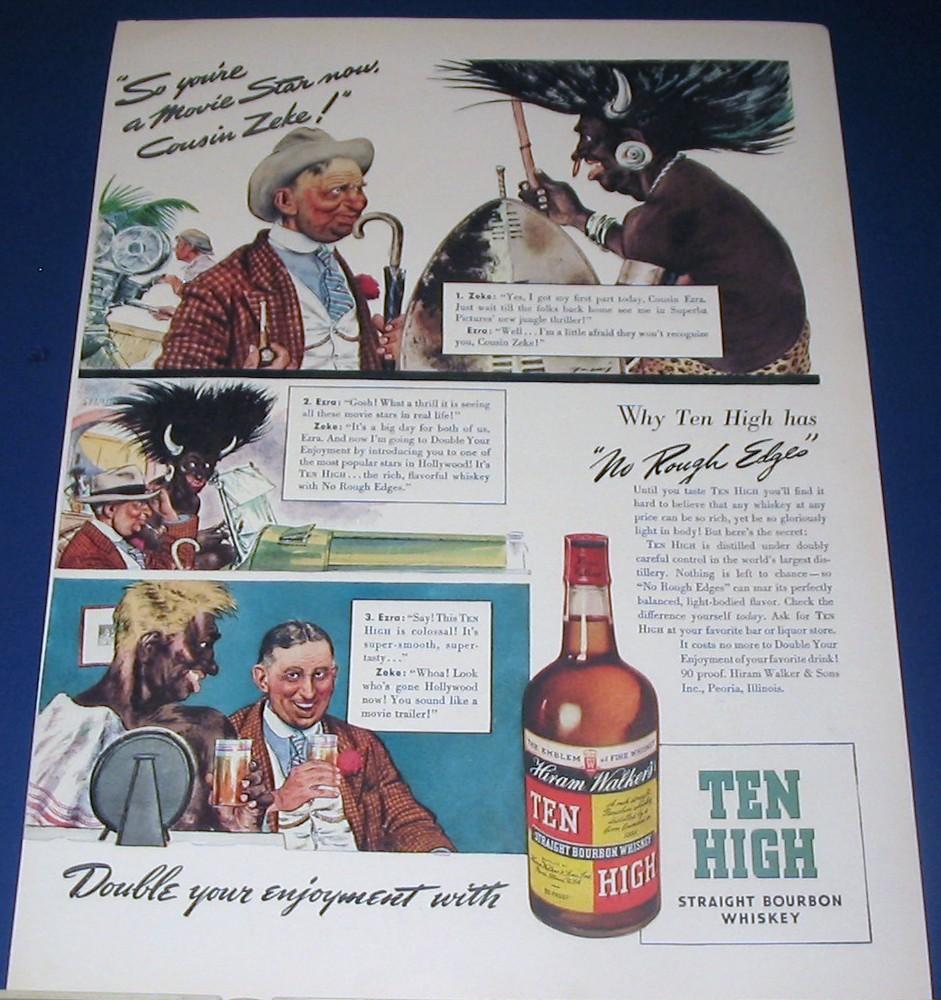 "So you're
a Movie Star now,
Cousin Zeke!"
1. Zeke: "Yes, I got my first part today, Cousin Ezra.
Just wait till the folks back home see me in Superba
Pictures' new jungle thriller!"
Ezra: "Well... I'm a little afraid they won't recognize
you, Cousin Zeke!"
2. Ezra: "Gosh! What a thrill it is seeing
all these movie stars in real life!"
Zeke: "It's a big day for both of us,
Ezra. And now I'm going to Double Your
Enjoyment by introducing you to one of
the most popular stars in Hollywood! It's
TEN HIGH... the rich, flavorful whiskey
with No Rough Edges."
3. Ezra: "Say! This TEN
HIGH is colossal! It's
super-smooth, super-
tasty..."
Zeke: "Whoa! Look
who's gone Hollywood
now! You sound like a
movie trailer!"
Why Ten High has
"No Rough Edges"
Until you taste TEN HIGH you'll find it
hard to believe that any whiskey at any
price can be so rich, yet be so gloriously
light in body! But here's the secret:
TEN HIGH is distilled under doubly
careful control in the world's largest dis-
tillery. Nothing is left to chance—so
"No Rough Edges" can mar its perfectly
balanced, light-bodied flavor. Check the
difference yourself today. Ask for TEN
HIGH at your favorite bar or liquor store.
It costs no more to Double Your
Enjoyment of your favorite drink!
90 proof. Hiram Walker & Sons
Inc., Peoria, Illinois.
THE EMBLEM of FINE WHISKEY
Hiram Walker's
TEN
STRAIGHT BOURBON WHISKEY
HIGH
90 PROOF
Double your enjoyment with
TEN
HIGH
STRAIGHT BOURBON
WHISKEY